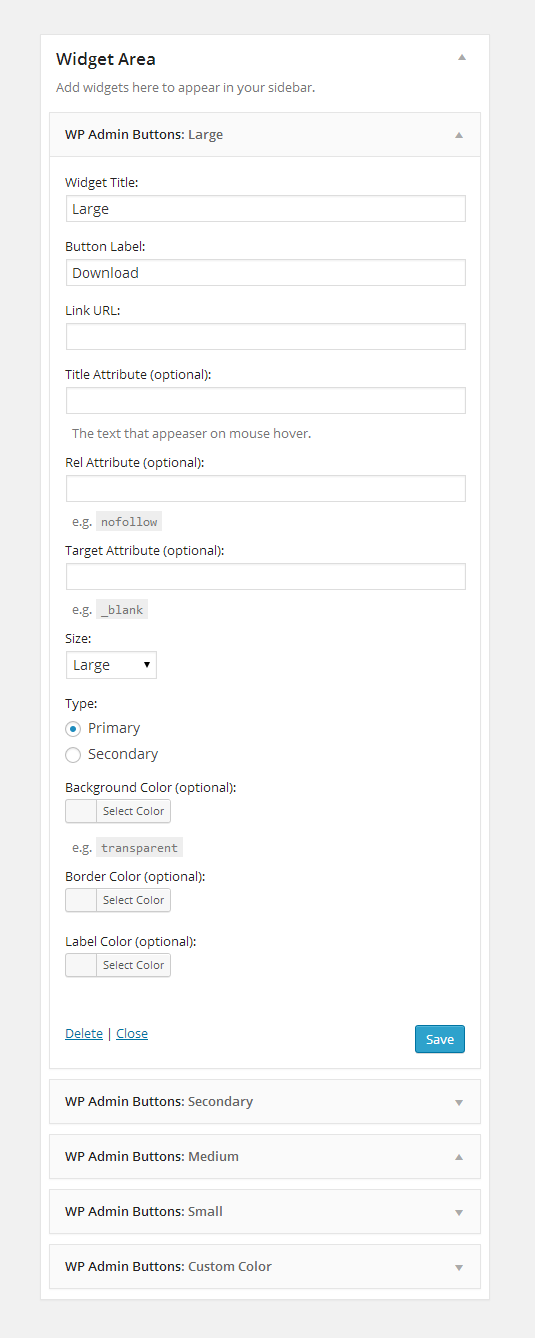 Widget Area
Add widgets here to appear in your sidebar.
WP Admin Buttons: Large
Widget Title:
Large
Button Label:
Download
Link URL:
Title Attribute (optional):
The text that appeaser on mouse hover.
Rel Attribute (optional):
e.g. nofollow
Target Attribute (optional):
e.g. _blank
Size:
Large
Type:
Primary
Secondary
Background Color (optional):
Select Color
e.g. transparent
Border Color (optional):
Select Color
Label Color (optional):
Select Color
Delete | Close Save
WP Admin Buttons: Secondary
WP Admin Buttons: Medium
WP Admin Buttons: Small
WP Admin Buttons: Custom Color